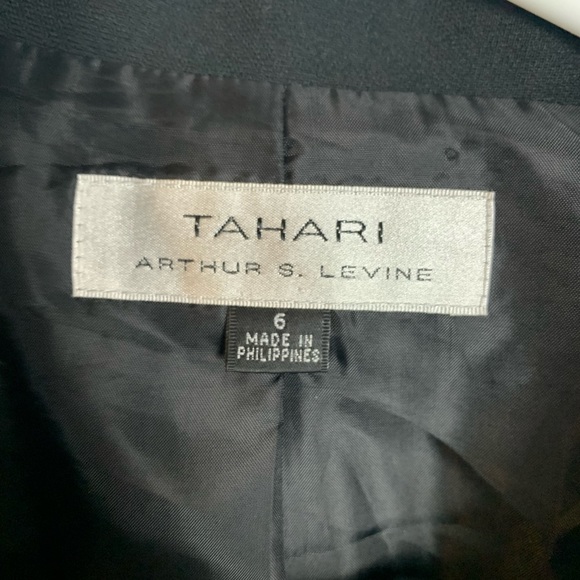 TAHARI
ARTHUR S. LEVINE
6
MADE IN
PHILIPPINES